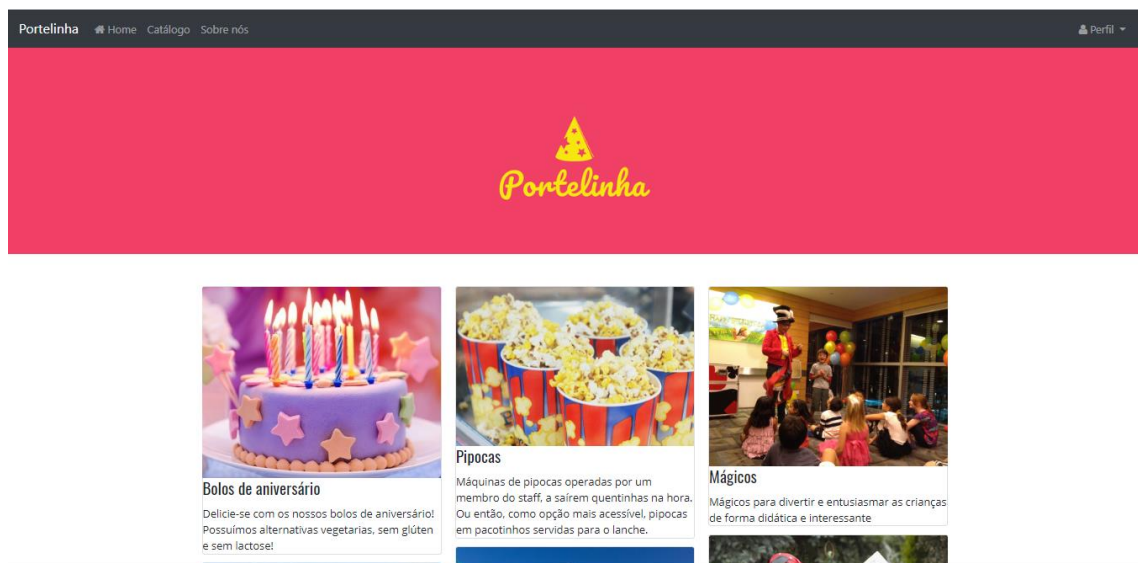 Portelinha Home Catálogo Sobre nós Perfil
Portelinha
Bolos de aniversário
Delicie-se com os nossos bolos de aniversário!
Possuímos alternativas vegetarias, sem glúten
e sem lactose!
Pipocas
Máquinas de pipocas operadas por um
membro do staff, a saírem quentinhas na hora.
Ou então, como opção mais acessível, pipocas
em pacotinhos servidas para o lanche.
Mágicos
Mágicos para divertir e entusiasmar as crianças
de forma didática e interessante